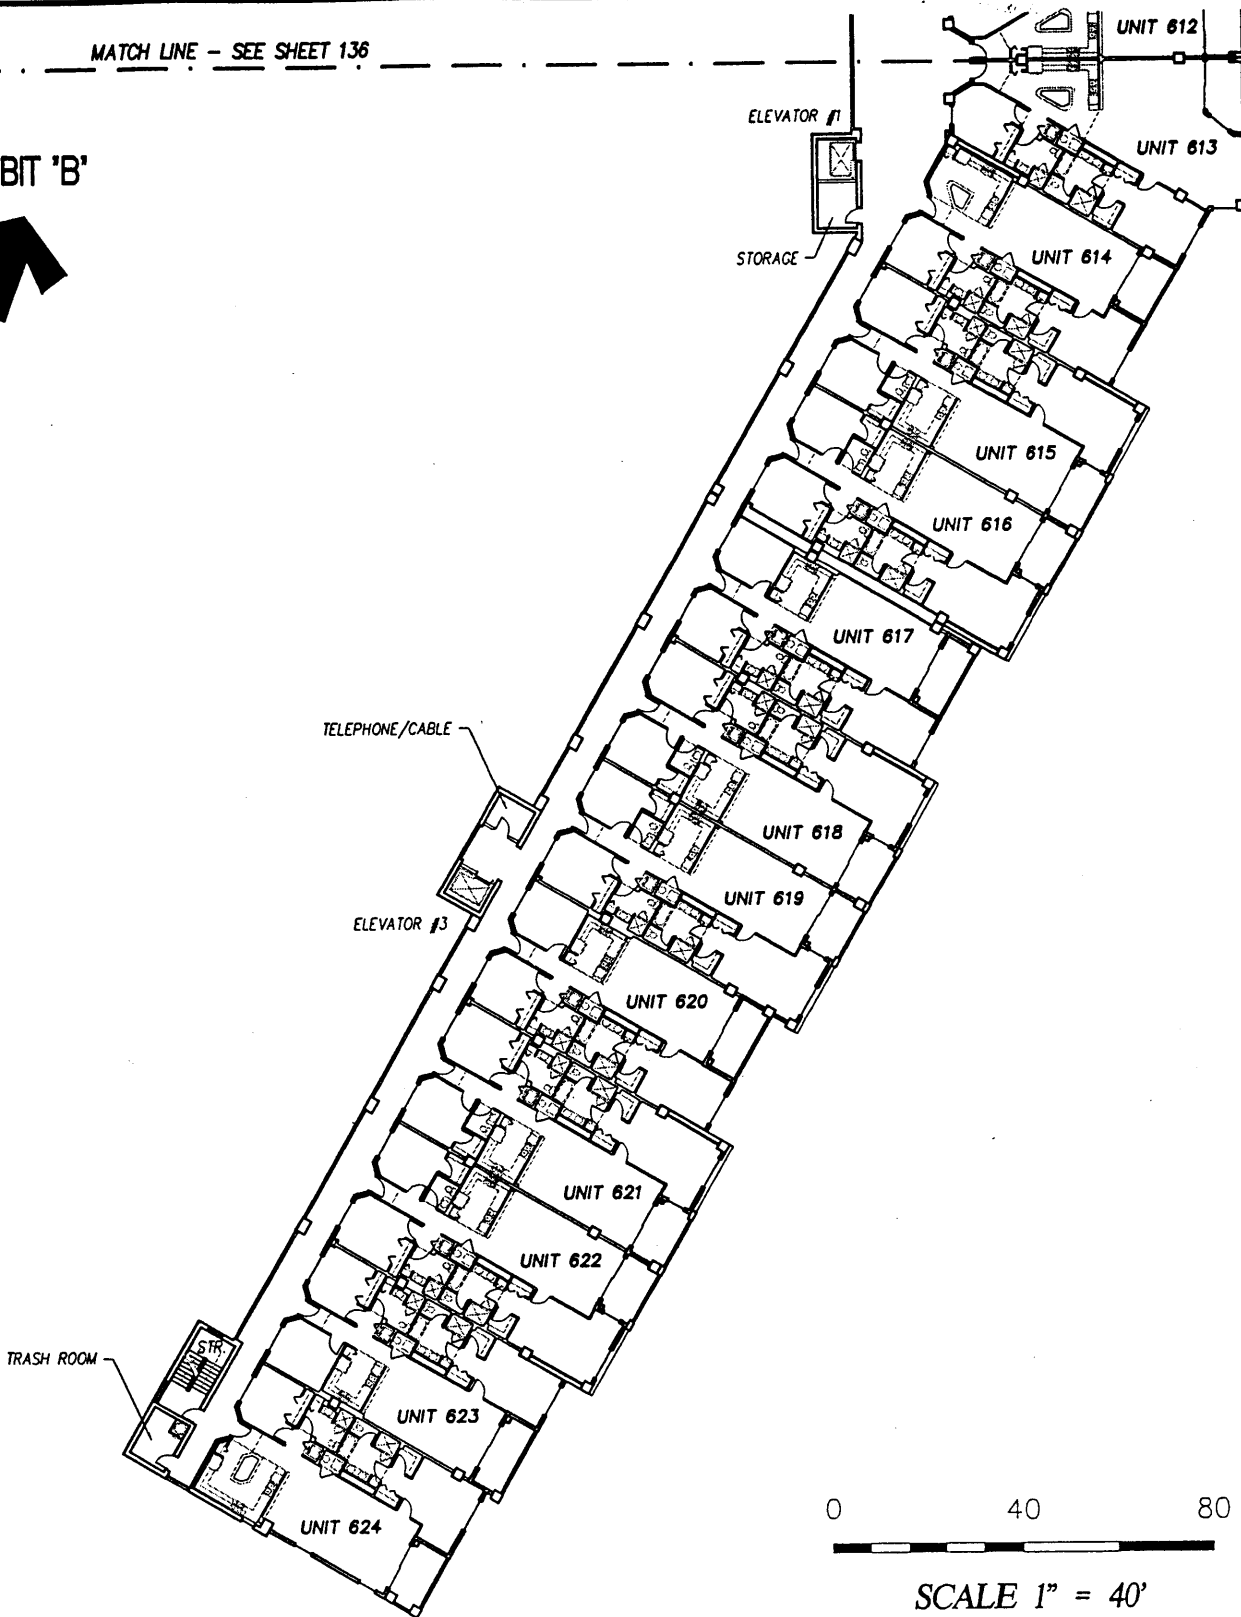 UNIT 612
MATCH LINE - SEE SHEET 136
ELEVATOR #1
UNIT 613
BIT 'B'
STORAGE
UNIT 614
UNIT 615
UNIT 616
UNIT 617
TELEPHONE/CABLE
UNIT 618
UNIT 619
ELEVATOR #3
UNIT 620
UNIT 621
UNIT 622
STR.
TRASH ROOM
UNIT 623
UNIT 624
0 40 80
SCALE 1" = 40'